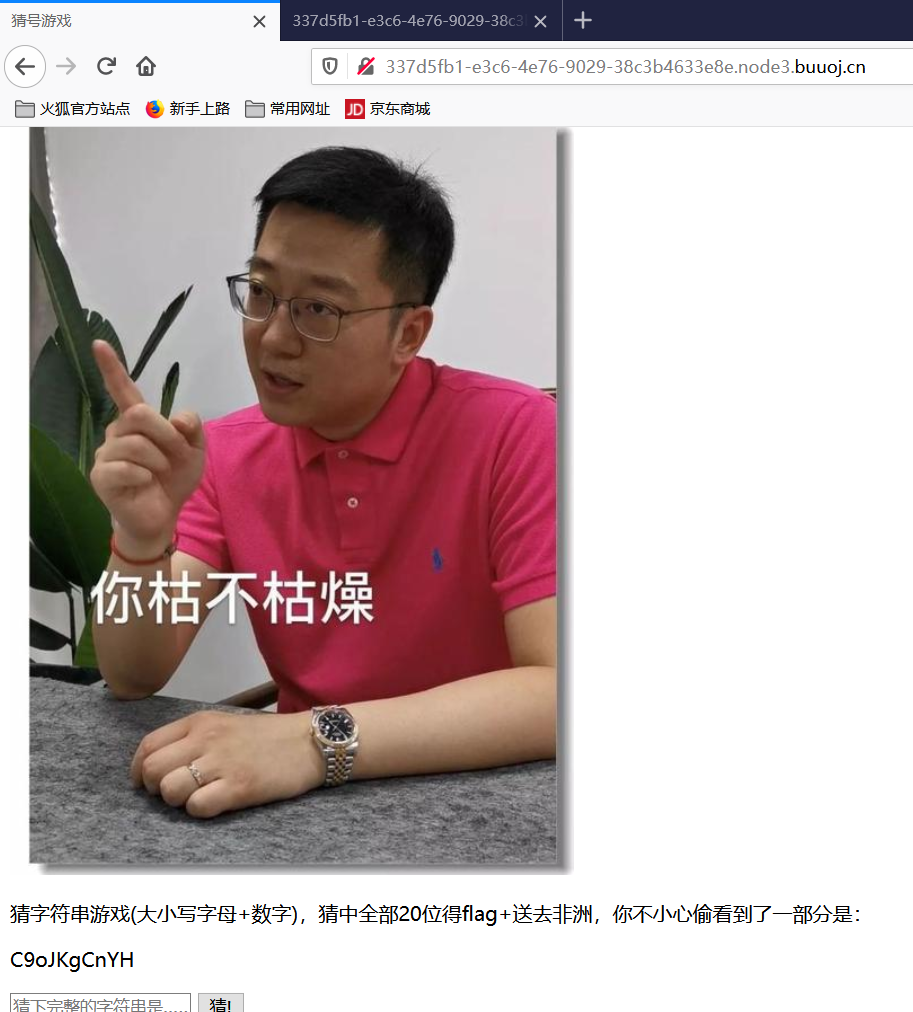 猜号游戏
337d5fb1-e3c6-4e76-9029-38c3
337d5fb1-e3c6-4e76-9029-38c3b4633e8e.node3.buuoj.cn
火狐官方站点 新手上路 常用网址 JD 京东商城
你枯不枯燥
猜字符串游戏(大小写字母+数字)，猜中全部20位得flag+送去非洲，你不小心偷看到了一部分是：
C9oJKgCnYH
猜下完整的字符串是..... 猜!